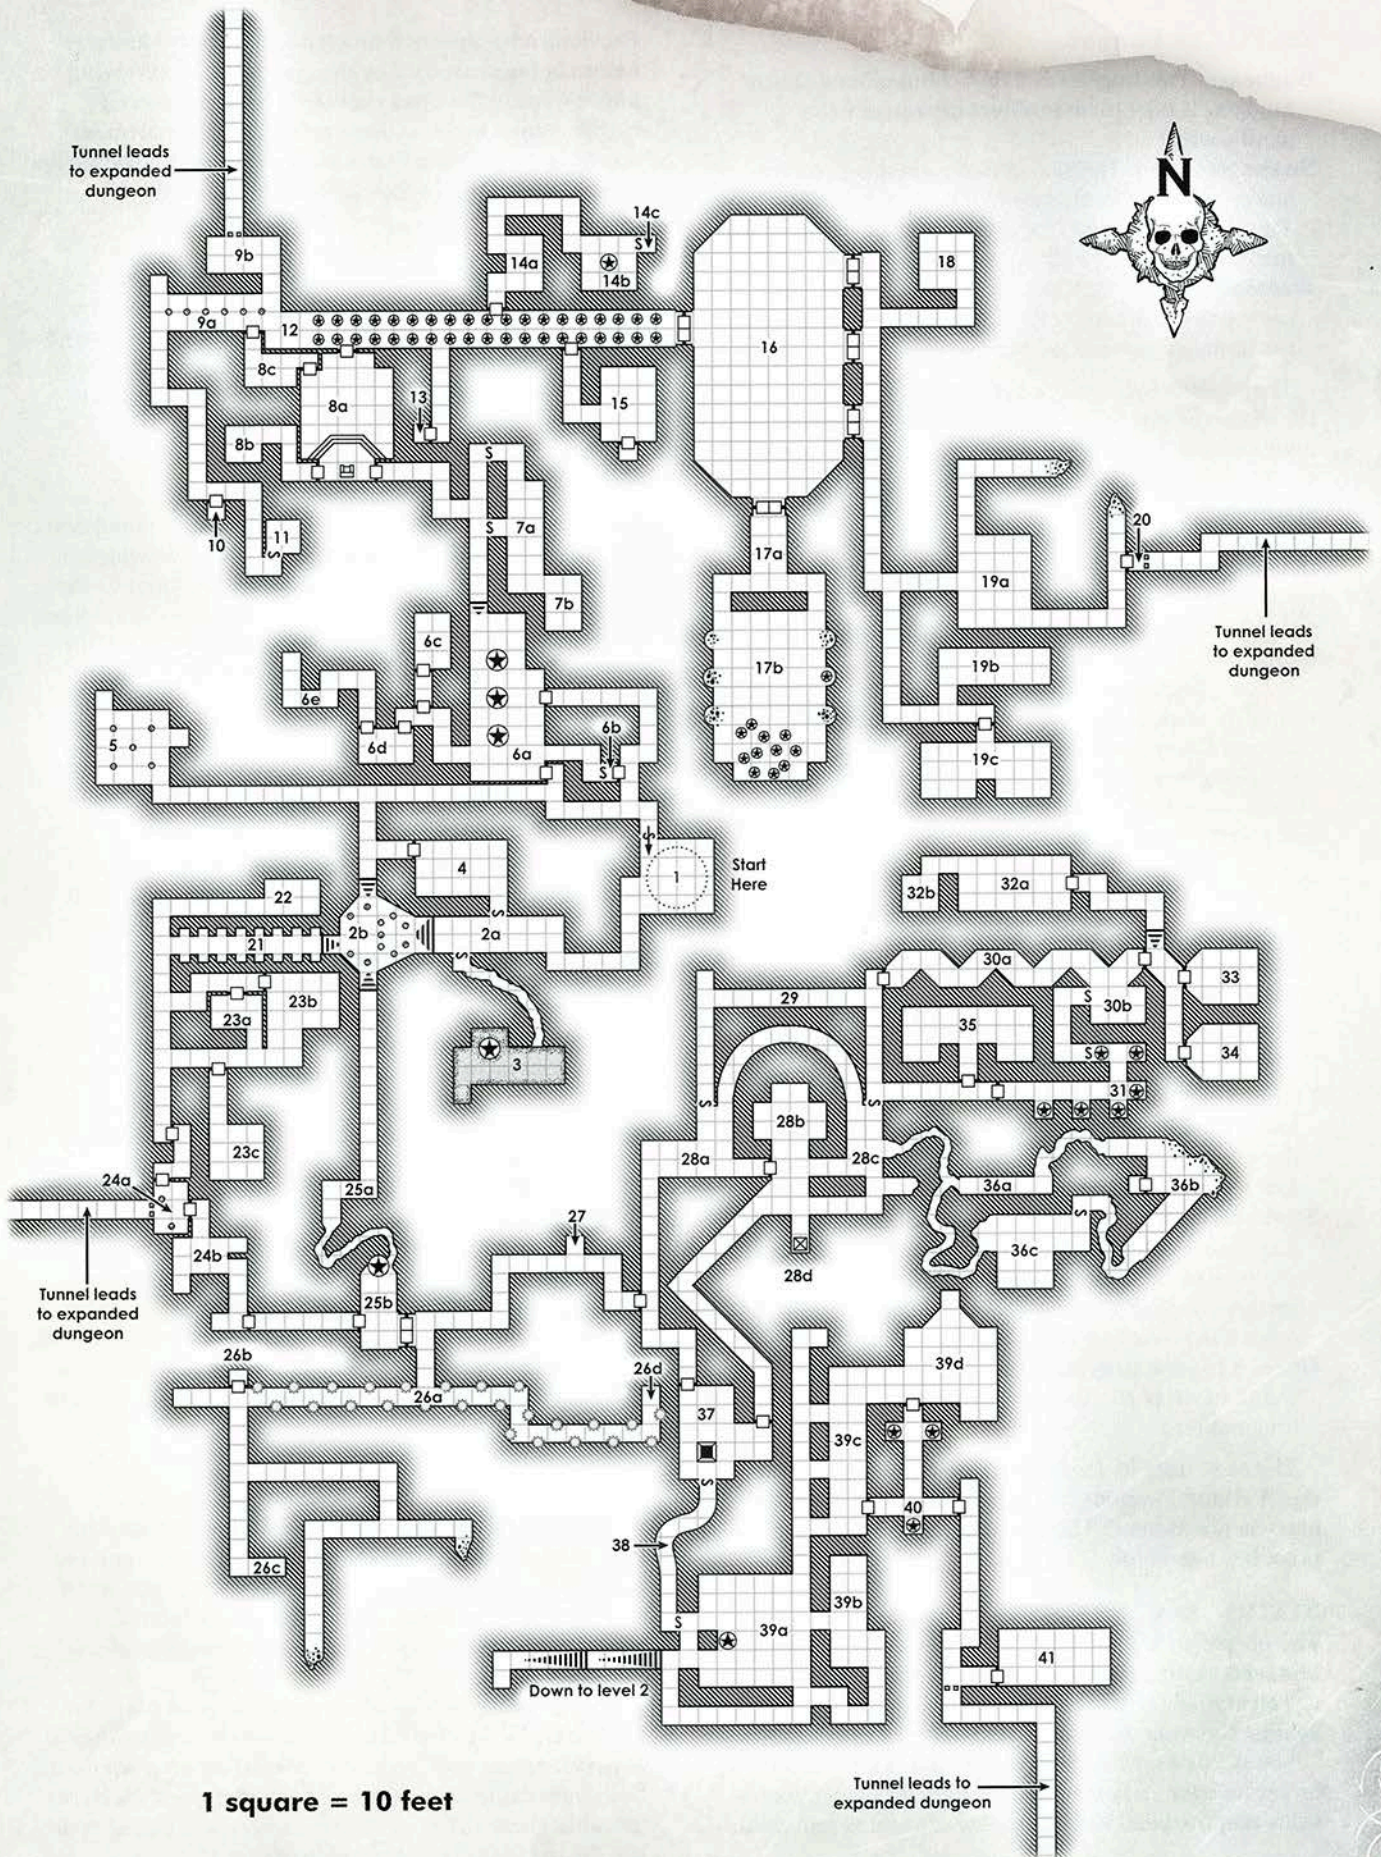 Tunnel leads
to expanded
dungeon
N
14c
S
9b
14a
14b
18
9a
12
16
8c
8a
13
15
8b
S
10
11
S
S
7a
17a
20
19a
7b
Tunnel leads
to expanded
dungeon
6c
17b
19b
6e
5
6d
6a
6b
S
19c
S
4
1
Start
Here
32b
32a
22
S
2b
2a
21
S
30a
33
23b
29
S
30b
23a
35
3
S
34
31
S
S
28b
23c
28a
28c
24a
25a
36a
36b
S
27
24b
36c
28d
25b
Tunnel leads
to expanded
dungeon
26b
26d
39d
26a
37
39c
S
40
38
26c
39b
S
39a
41
Down to level 2
Tunnel leads to
expanded dungeon
1 square = 10 feet